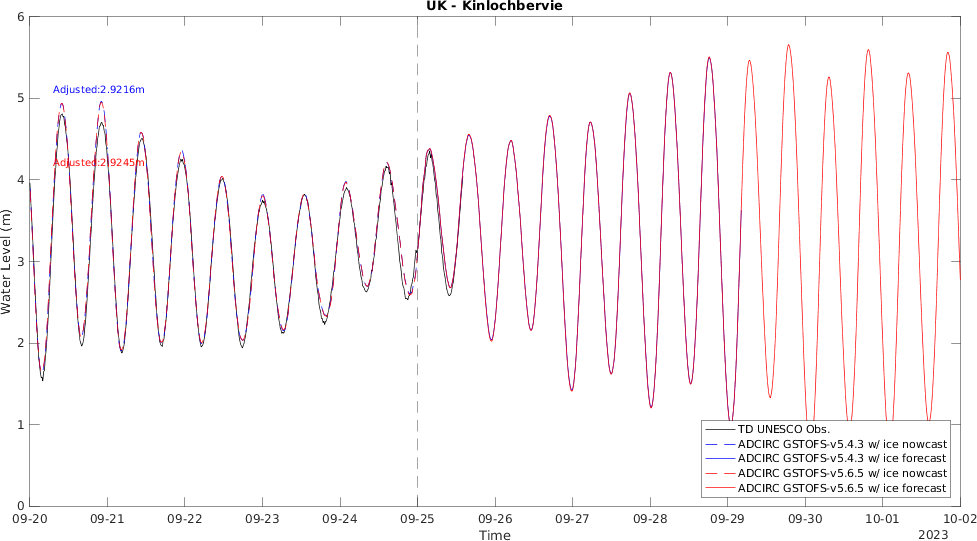 UK - Kinlochbervie
6
5
4
3
2
1
0
Water Level (m)
Adjusted:2.9216m
Adjusted:2.9245m
TD UNESCO Obs.
ADCIRC GSTOFS-v5.4.3 w/ ice nowcast
ADCIRC GSTOFS-v5.4.3 w/ ice forecast
ADCIRC GSTOFS-v5.6.5 w/ ice nowcast
ADCIRC GSTOFS-v5.6.5 w/ ice forecast
09-20 09-21 09-22 09-23 09-24 09-25 09-26 09-27 09-28 09-29 09-30 10-01 10-02
Time
2023